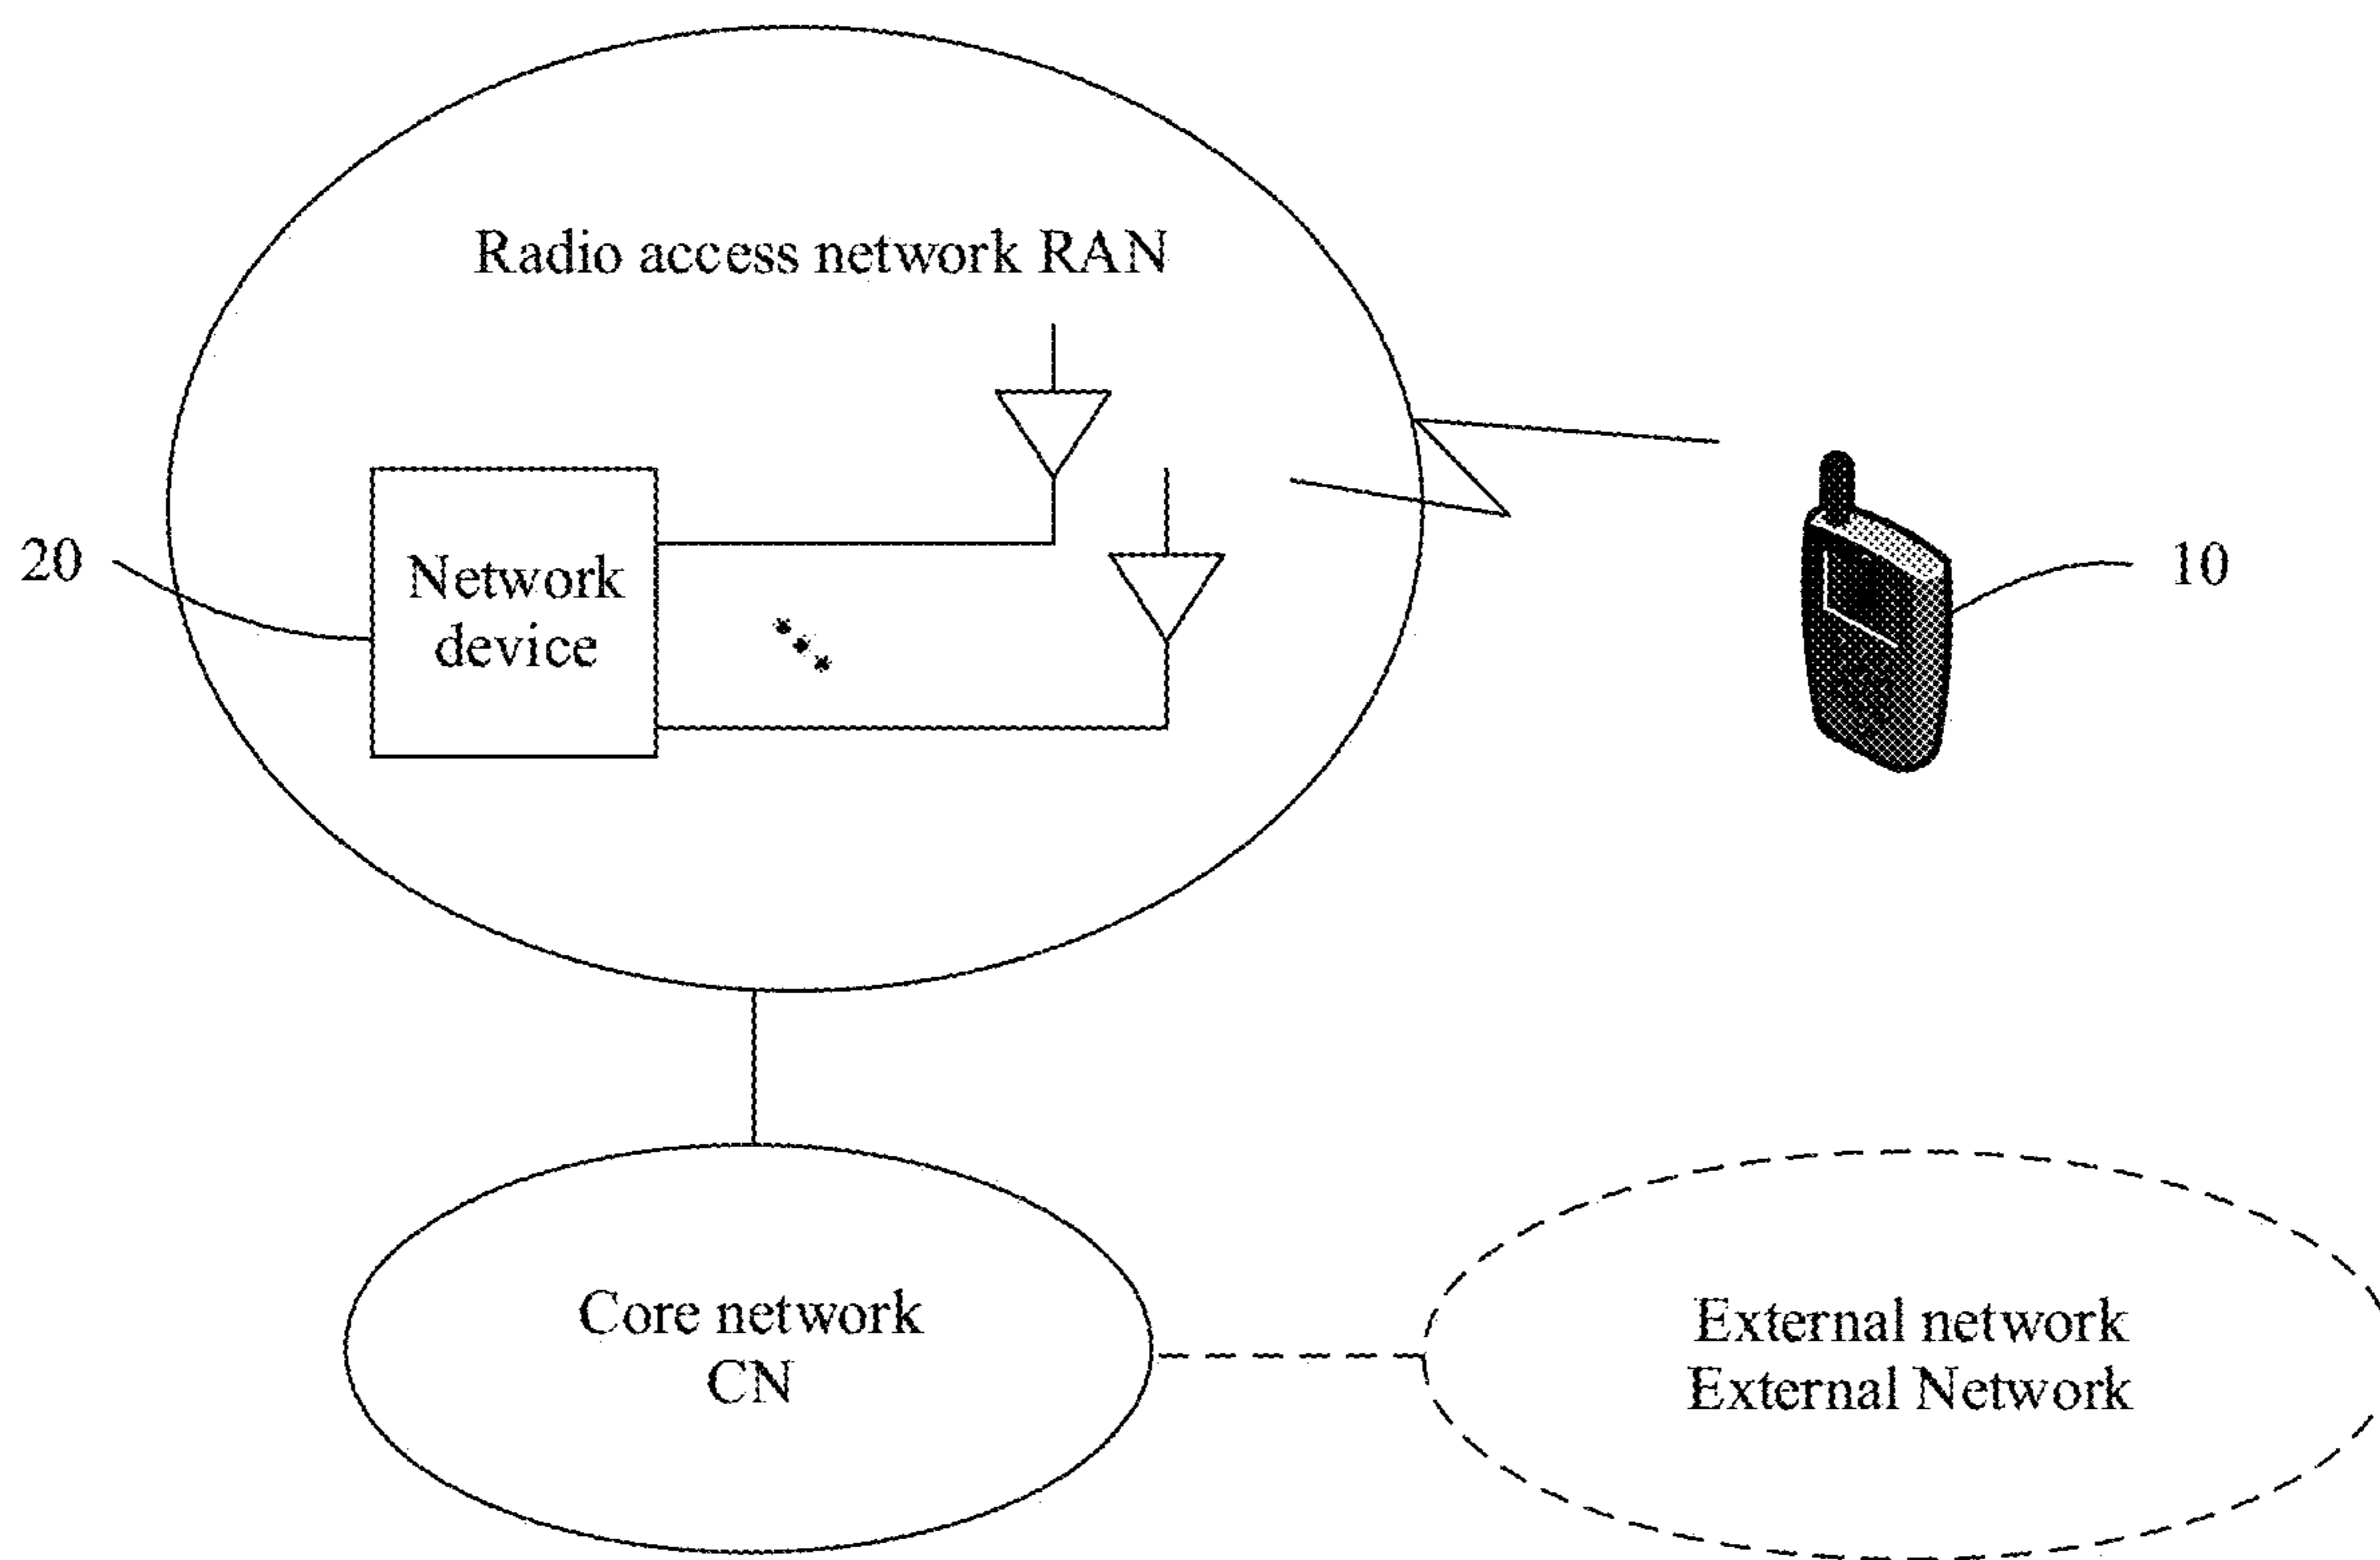 Radio access network RAN
20
Network
device
10
Core network
CN
External network
External Network